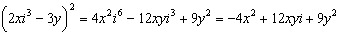 (2xi³ − 3y)² = 4x²i⁶ − 12xyi³ + 9y² = −4x² + 12xyi + 9y²